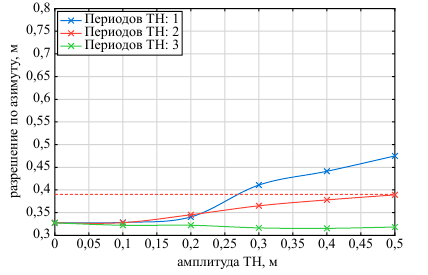 Периодов ТН: 1
Периодов ТН: 2
Периодов ТН: 3
разрешение по азимуту, м
0,8
0,75
0,7
0,65
0,6
0,55
0,5
0,45
0,4
0,35
0,3
0 0,05 0,1 0,15 0,2 0,25 0,3 0,35 0,4 0,45 0,5
амплитуда ТН, м